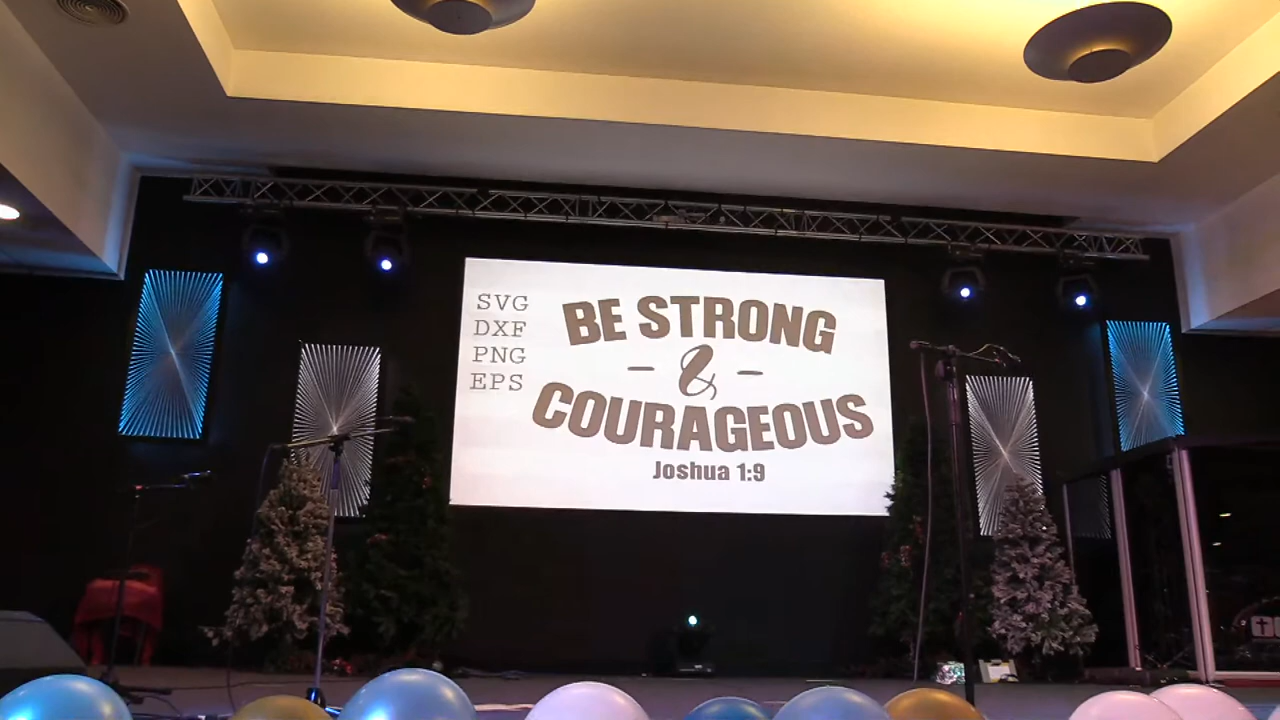 SVG
DXF
PNG
EPS
BE STRONG
- & -
COURAGEOUS
Joshua 1:9